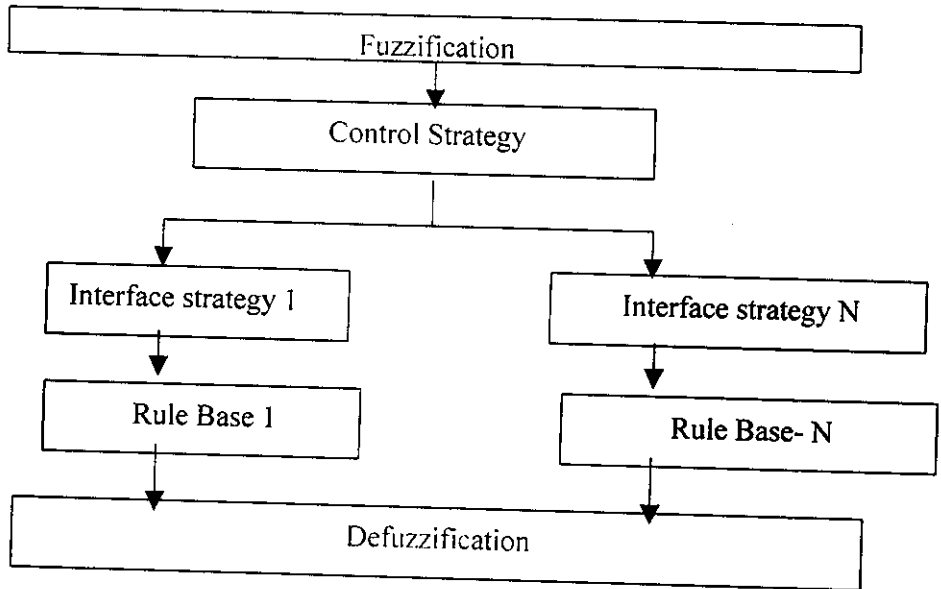 Fuzzification
Control Strategy
Interface strategy 1
Interface strategy N
Rule Base 1
Rule Base- N
Defuzzification